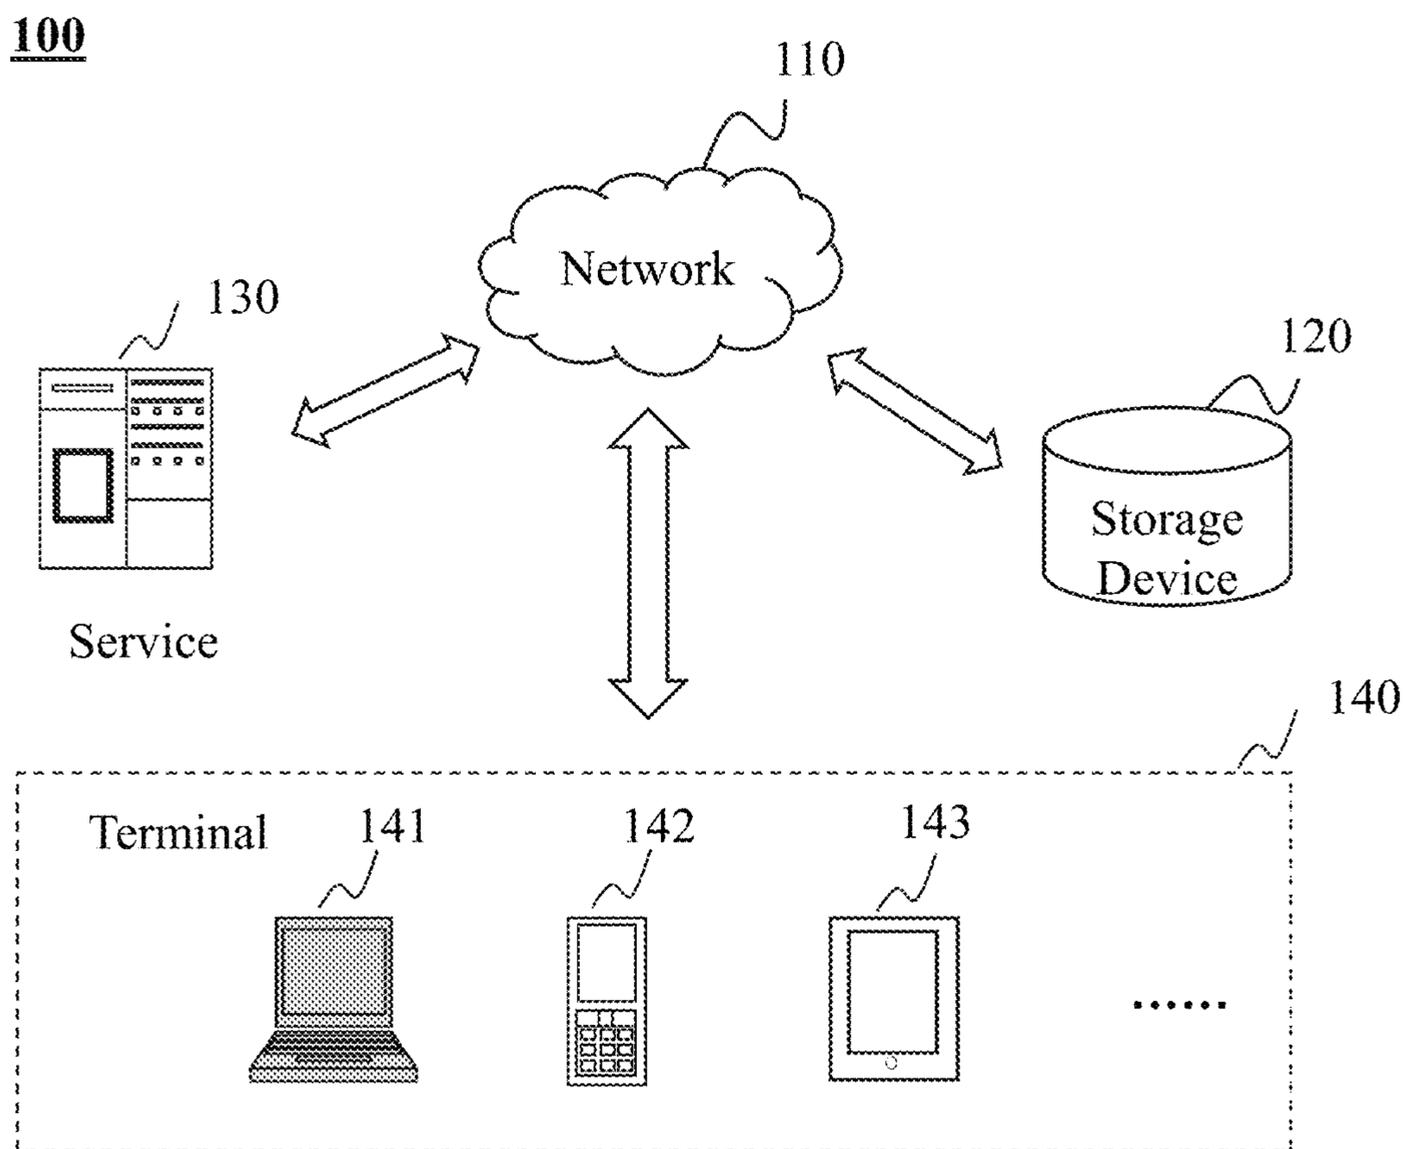 100
110
Network
130
120
Storage
Device
Service
140
Terminal
141
142
143
......